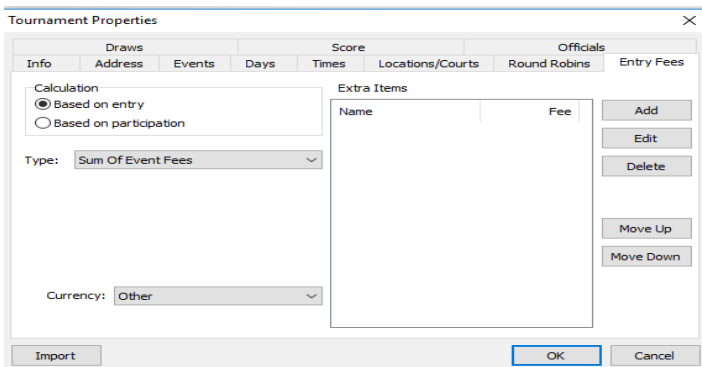 Tournament Properties
Draws Score Officials
Info Address Events Days Times Locations/Courts Round Robins Entry Fees
Calculation
Based on entry
Based on participation
Type: Sum Of Event Fees
Currency: Other
Extra Items
Name Fee
Add
Edit
Delete
Move Up
Move Down
Import OK Cancel